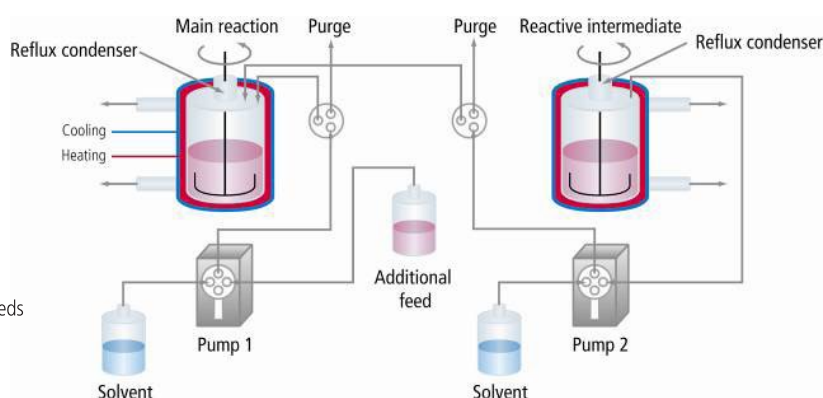 Main reaction
Purge
Purge
Reactive intermediate
Reflux condenser
Reflux condenser
Cooling
Heating
Additional
feed
eeds
Pump 1
Pump 2
Solvent
Solvent